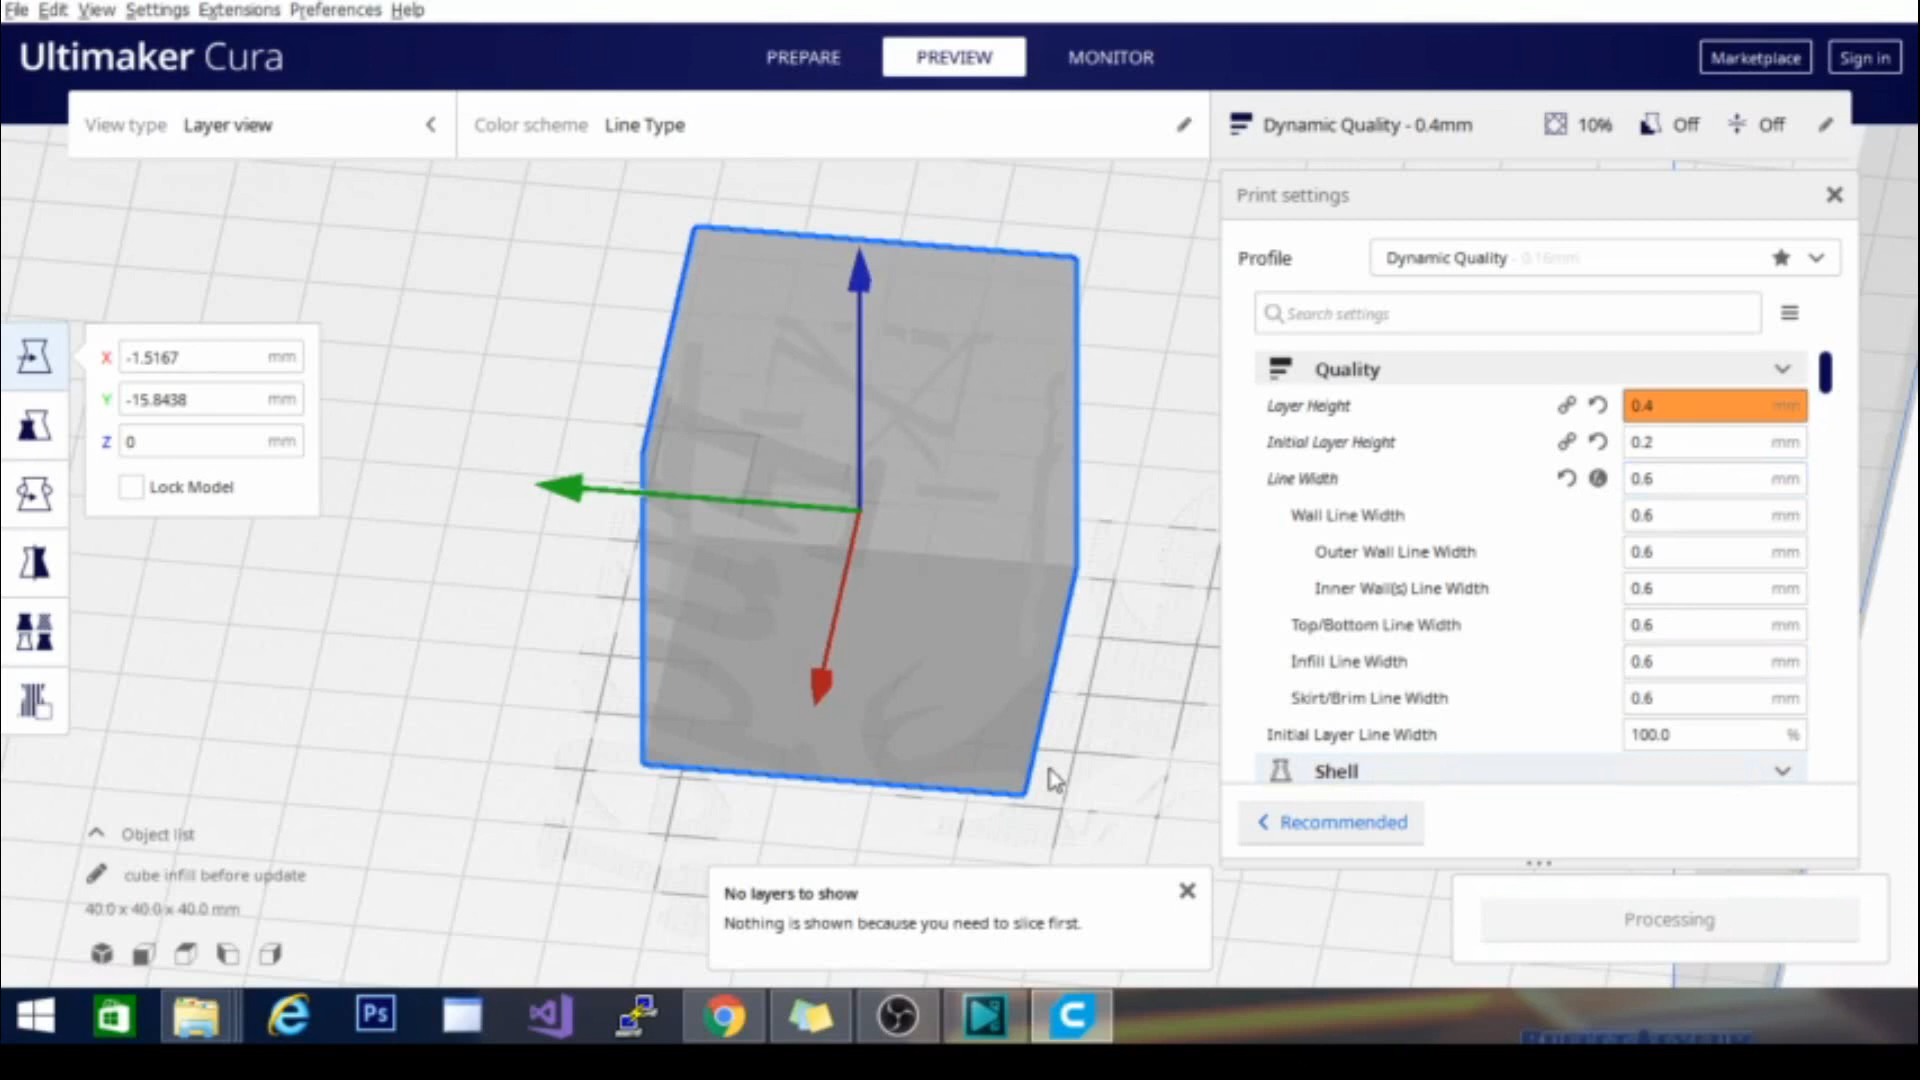 File Edit View Settings Extensions Preferences Help
Ultimaker Cura
PREPARE PREVIEW MONITOR
Marketplace Sign in
View type Layer view
Color scheme Line Type
Dynamic Quality - 0.4mm 10% Off Off
Print settings
Profile Dynamic Quality - 0.16mm
Search settings
Quality
Layer Height 0.4 mm
Initial Layer Height 0.2 mm
Line Width 0.6 mm
Wall Line Width 0.6 mm
Outer Wall Line Width 0.6 mm
Inner Wall(s) Line Width 0.6 mm
Top/Bottom Line Width 0.6 mm
Infill Line Width 0.6 mm
Skirt/Brim Line Width 0.6 mm
Initial Layer Line Width 100.0 %
Shell
Recommended
X -1.5167 mm
Y -15.8438 mm
Z 0 mm
Lock Model
Object list
cube infill before update
40.0 x 40.0 x 40.0 mm
No layers to show
Nothing is shown because you need to slice first.
Processing
Ps